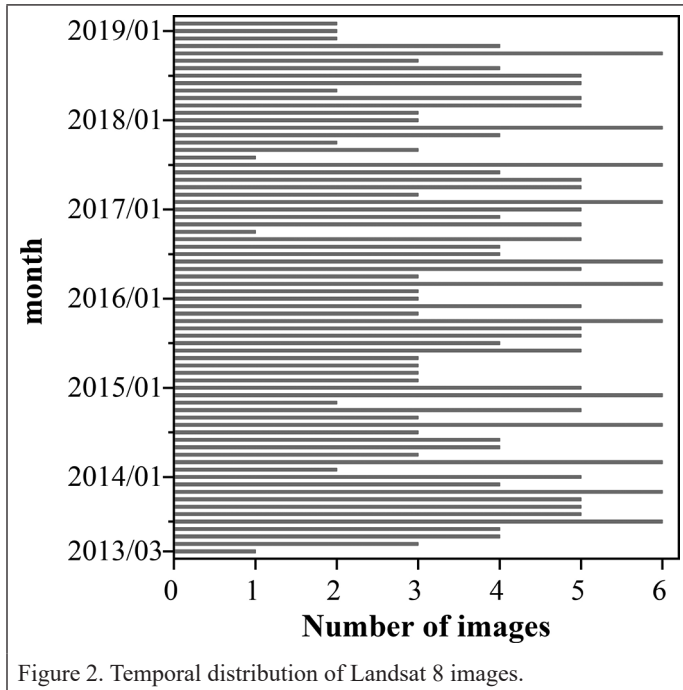 2019/01
2018/01
2017/01
2016/01
2015/01
2014/01
2013/03
month
0 1 2 3 4 5 6
Number of images
Figure 2. Temporal distribution of Landsat 8 images.